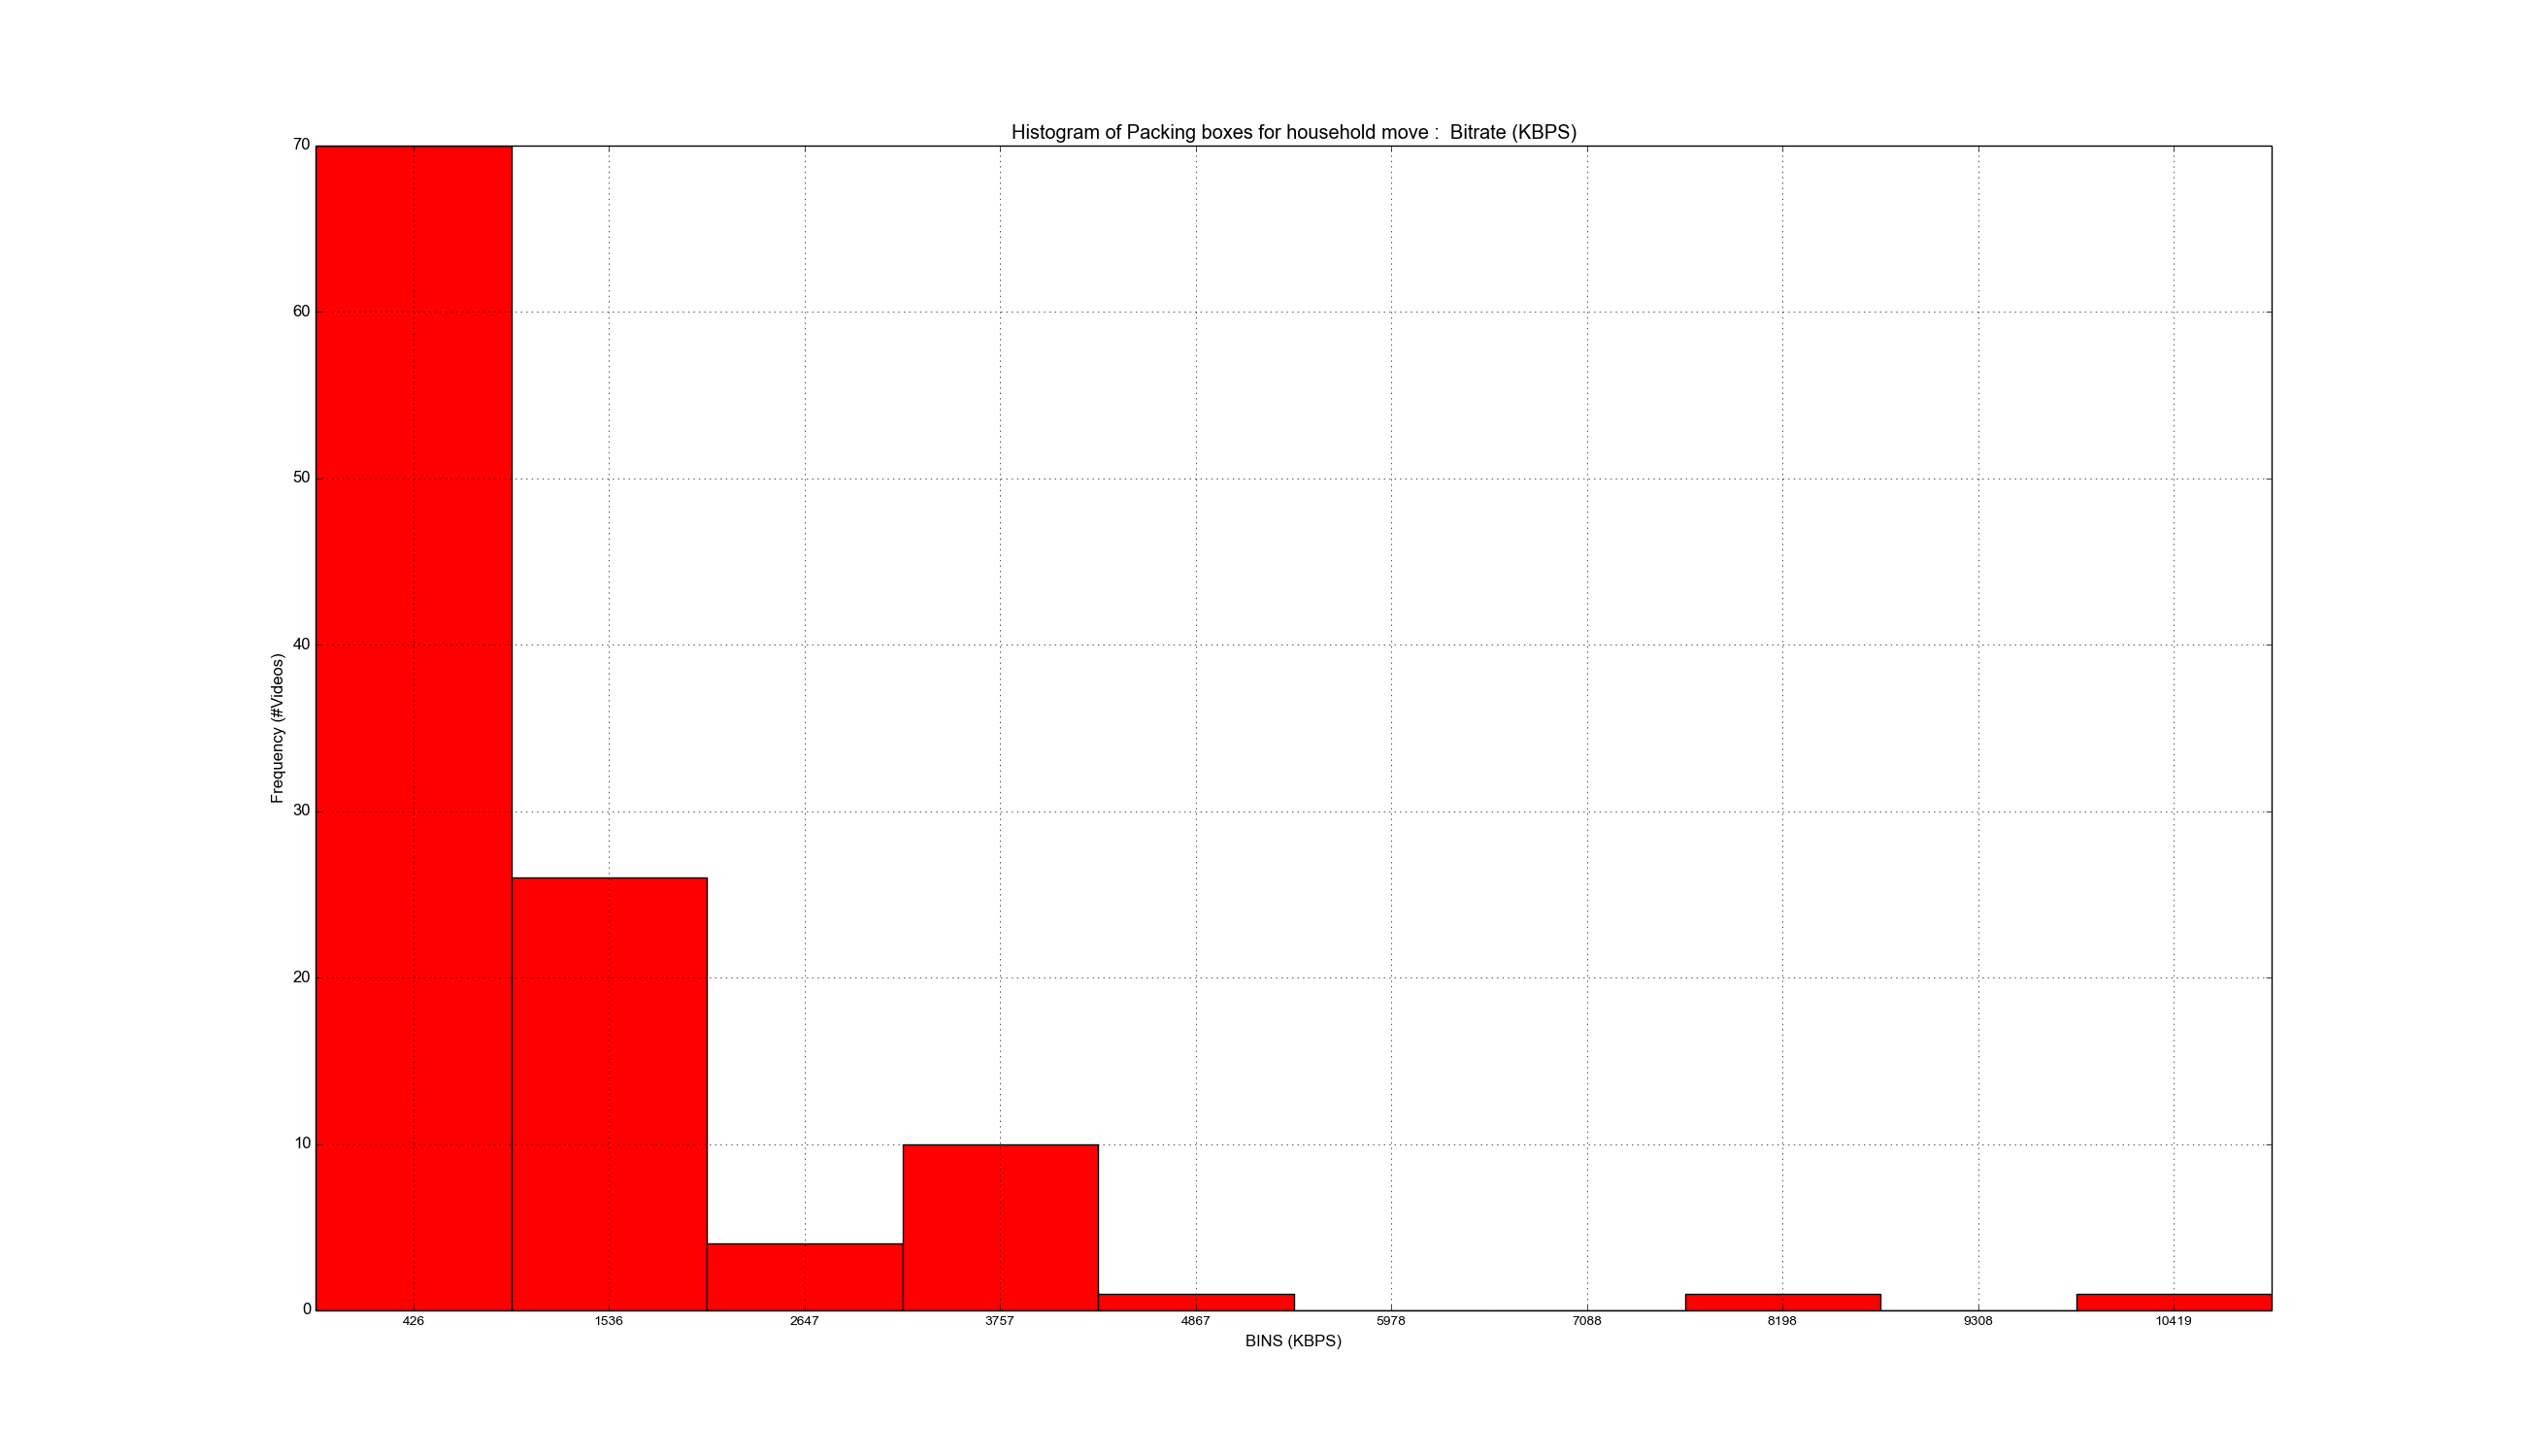 Histogram of Packing boxes for household move :  Bitrate (KBPS)
70
60
50
40
30
20
10
0
Frequency (#Videos)
426 1536 2647 3757 4867 5978 7088 8198 9308 10419
BINS (KBPS)